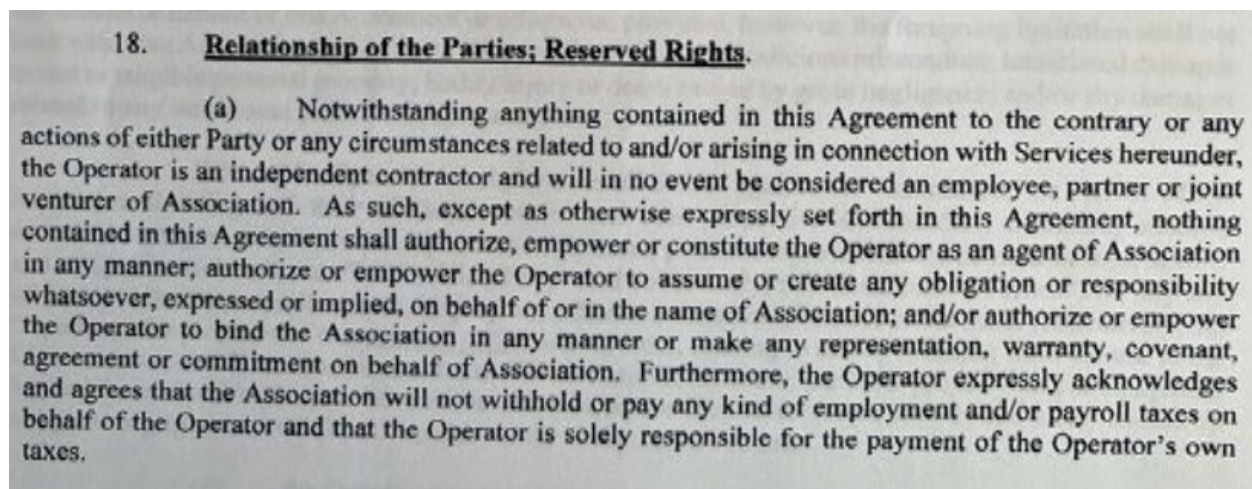 18. Relationship of the Parties; Reserved Rights.
(a) Notwithstanding anything contained in this Agreement to the contrary or any
actions of either Party or any circumstances related to and/or arising in connection with Services hereunder,
the Operator is an independent contractor and will in no event be considered an employee, partner or joint
venturer of Association. As such, except as otherwise expressly set forth in this Agreement, nothing
contained in this Agreement shall authorize, empower or constitute the Operator as an agent of Association
in any manner; authorize or empower the Operator to assume or create any obligation or responsibility
whatsoever, expressed or implied, on behalf of or in the name of Association; and/or authorize or empower
the Operator to bind the Association in any manner or make any representation, warranty, covenant,
agreement or commitment on behalf of Association. Furthermore, the Operator expressly acknowledges
and agrees that the Association will not withhold or pay any kind of employment and/or payroll taxes on
behalf of the Operator and that the Operator is solely responsible for the payment of the Operator's own
taxes.